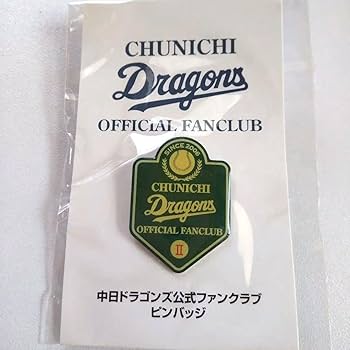 CHUNICHI
Dragons
OFFICIAL FANCLUB
SINCE 2008
CHUNICHI
Dragons
OFFICIAL FANCLUB
II
中日ドラゴンズ公式ファンクラブ
ピンバッジ